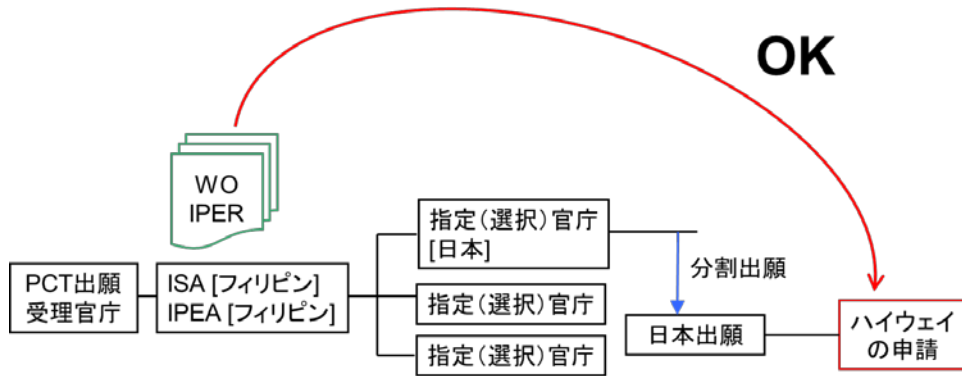 OK
WO
IPER
指定(選択)官庁
[日本]
PCT出願
受理官庁
ISA [フィリピン]
IPEA [フィリピン]
分割出願
指定(選択)官庁
日本出願
ハイウェイ
の申請
指定(選択)官庁